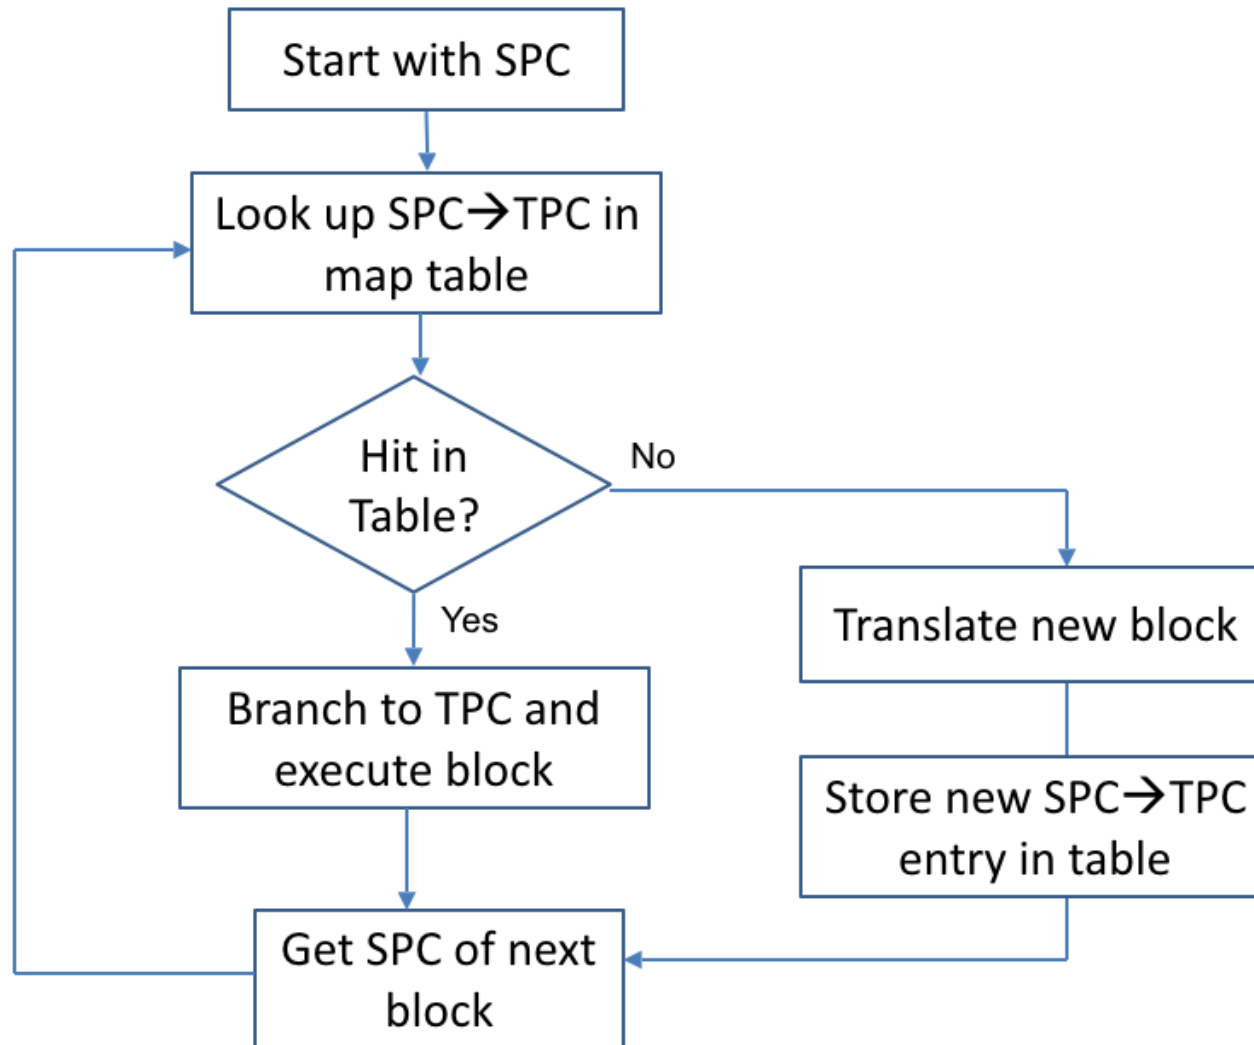 Start with SPC
Look up SPC→TPC in
map table
Hit in
Table?
No
Yes
Translate new block
Branch to TPC and
execute block
Store new SPC→TPC
entry in table
Get SPC of next
block